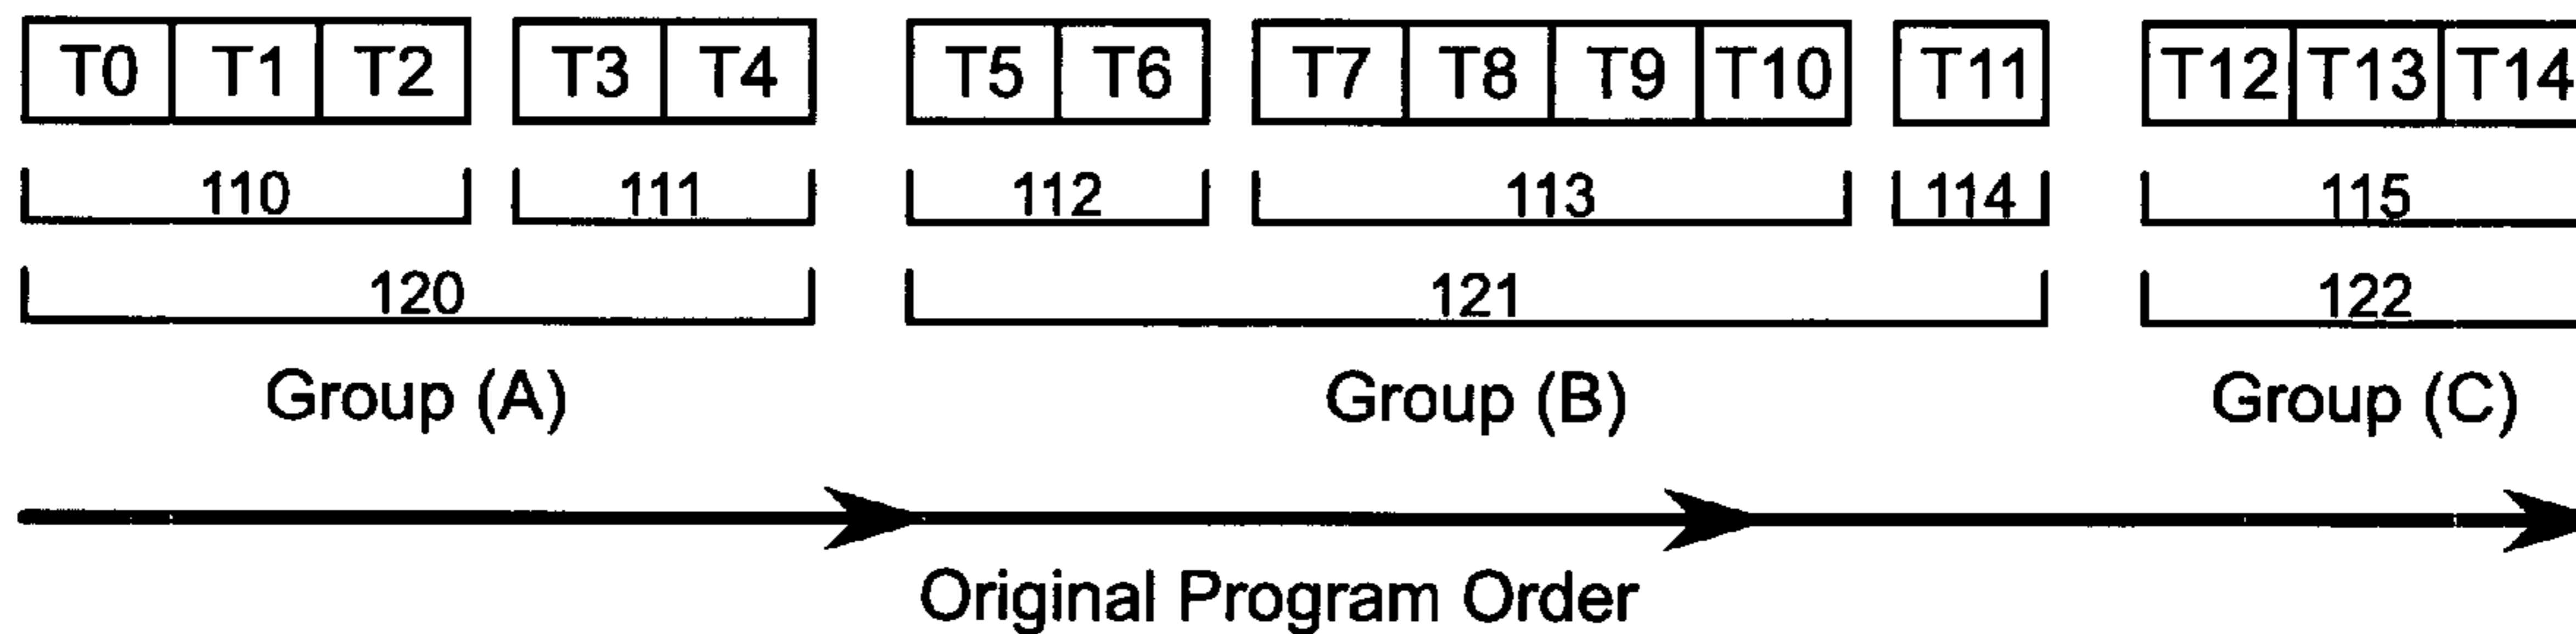 T0 T1 T2 T3 T4 T5 T6 T7 T8 T9 T10 T11 T12 T13 T14
110 111 112 113 114 115
120 121 122
Group (A) Group (B) Group (C)
Original Program Order